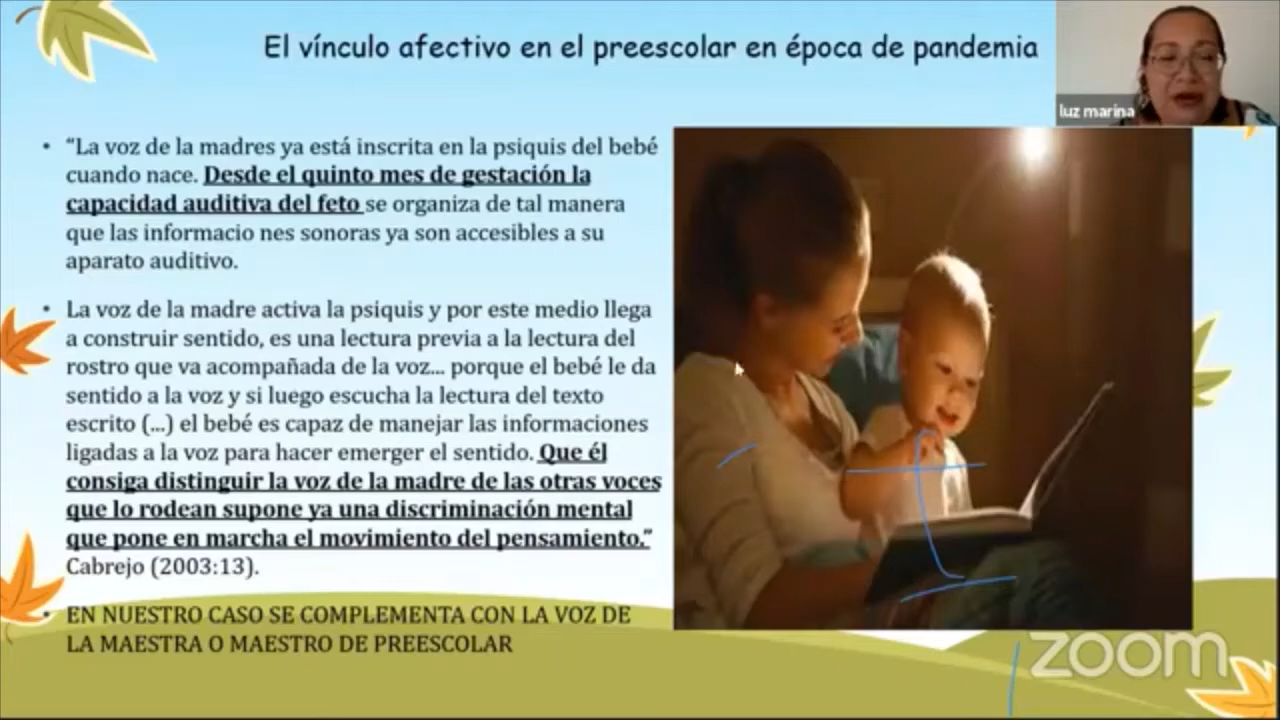 El vínculo afectivo en el preescolar en época de pandemia
luz marina
• “La voz de la madres ya está inscrita en la psiquis del bebé
cuando nace. Desde el quinto mes de gestación la
capacidad auditiva del feto se organiza de tal manera
que las informacio nes sonoras ya son accesibles a su
aparato auditivo.
• La voz de la madre activa la psiquis y por este medio llega
a construir sentido, es una lectura previa a la lectura del
rostro que va acompañada de la voz... porque el bebé le da
sentido a la voz y si luego escucha la lectura del texto
escrito (...) el bebé es capaz de manejar las informaciones
ligadas a la voz para hacer emerger el sentido. Que él
consiga distinguir la voz de la madre de las otras voces
que lo rodean supone ya una discriminación mental
que pone en marcha el movimiento del pensamiento.”
Cabrejo (2003:13).
• EN NUESTRO CASO SE COMPLEMENTA CON LA VOZ DE
LA MAESTRA O MAESTRO DE PREESCOLAR
zoom